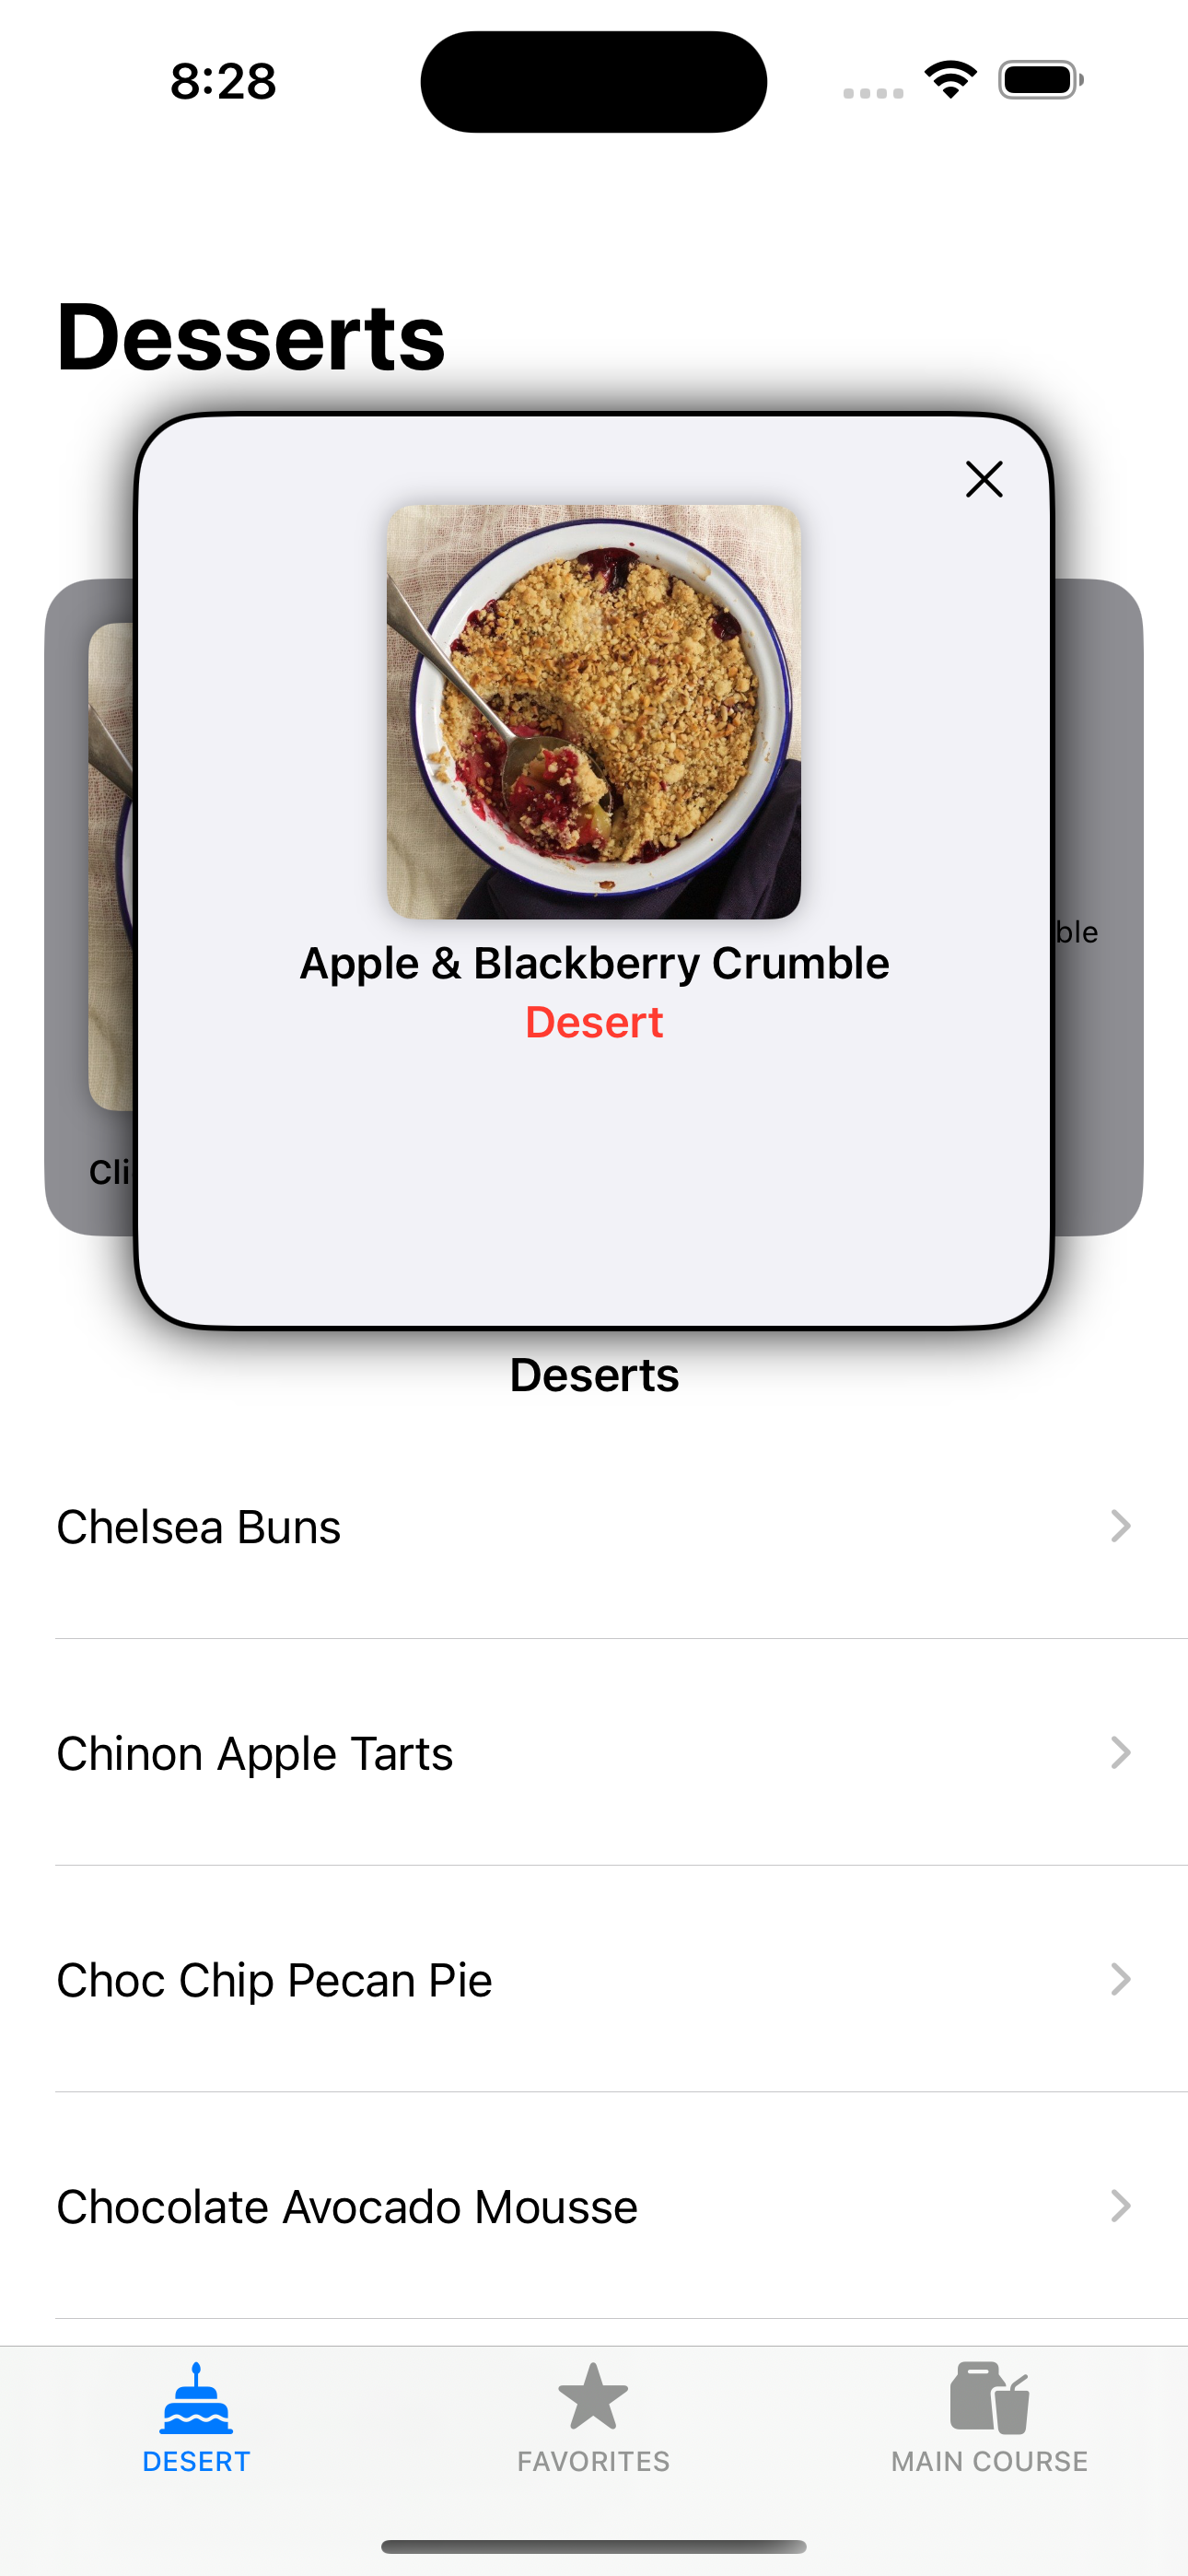 8:28
Desserts
Apple & Blackberry Crumble
Desert
ble
Cli
Deserts
Chelsea Buns
Chinon Apple Tarts
Choc Chip Pecan Pie
Chocolate Avocado Mousse
DESERT
FAVORITES
MAIN COURSE